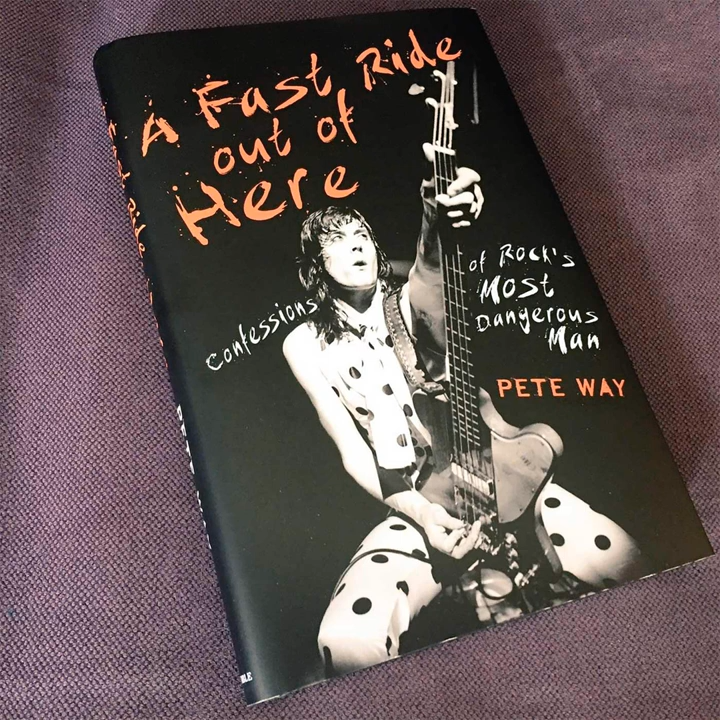 A Fast Ride
out of
Here
Confessions
of Rock's
Most
Dangerous
Man
PETE WAY